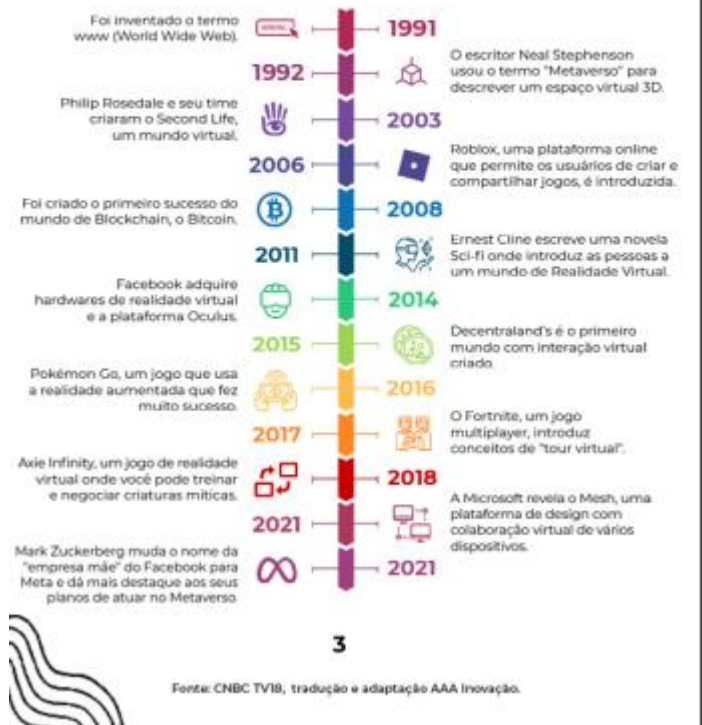 Foi inventado o termo
www (World Wide Web).
1991
1992
O escritor Neal Stephenson
usou o termo "Metaverso" para
descrever um espaço virtual 3D.
Philip Rosedale e seu time
criaram o Second Life,
um mundo virtual.
2003
2006
Roblox, uma plataforma online
que permite os usuários de criar e
compartilhar jogos, é introduzida.
Foi criado o primeiro sucesso do
mundo de Blockchain, o Bitcoin.
2008
2011
Ernest Cline escreve uma novela
Sci-fi onde introduz as pessoas a
um mundo de Realidade Virtual.
Facebook adquire
hardwares de realidade virtual
e a plataforma Oculus.
2014
2015
Decentraland's é o primeiro
mundo com interação virtual
criado.
Pokémon Go, um jogo que usa
a realidade aumentada que fez
muito sucesso.
2016
2017
O Fortnite, um jogo
multiplayer, introduz
conceitos de "tour virtual".
Axie Infinity, um jogo de realidade
virtual onde você pode treinar
e negociar criaturas míticas.
2018
2021
A Microsoft revela o Mesh, uma
plataforma de design com
colaboração virtual de vários
dispositivos.
Mark Zuckerberg muda o nome da
"empresa mãe" do Facebook para
Meta e dá mais destaque aos seus
planos de atuar no Metaverso.
2021
3
Fonte: CNBC TV18, tradução e adaptação AAA Inovação.